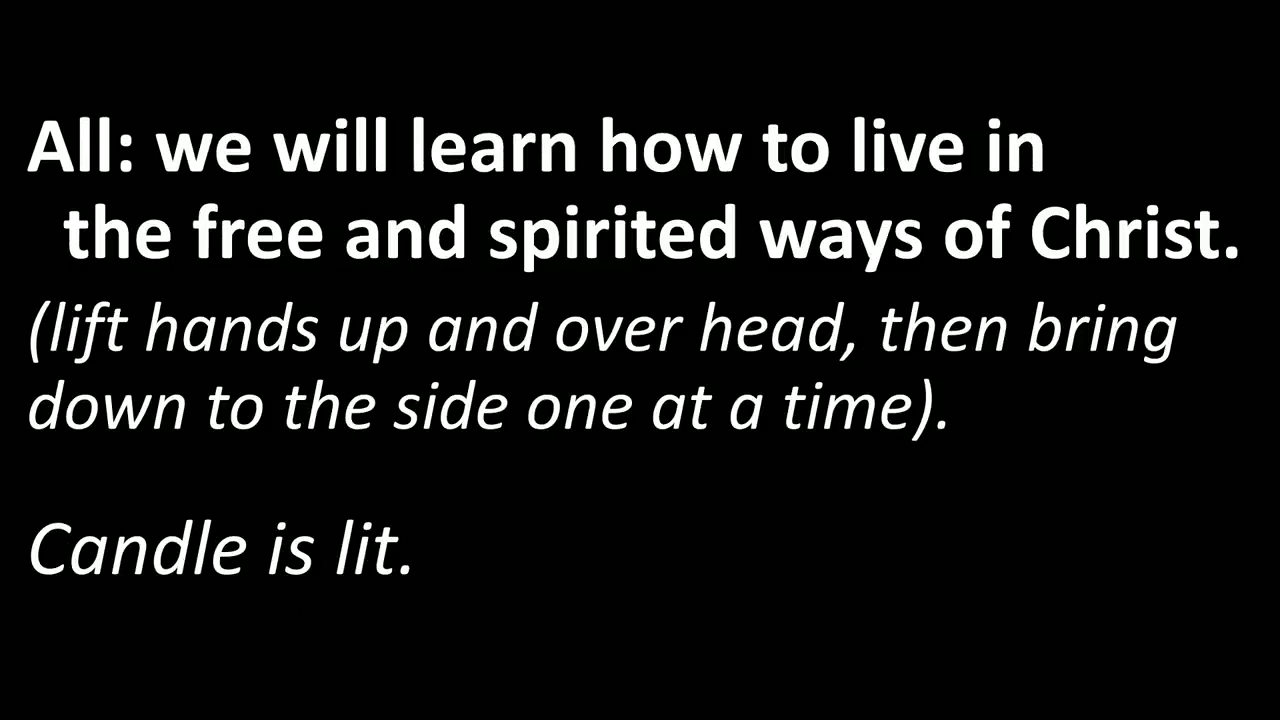 All: we will learn how to live in
the free and spirited ways of Christ.
(lift hands up and over head, then bring
down to the side one at a time).
Candle is lit.